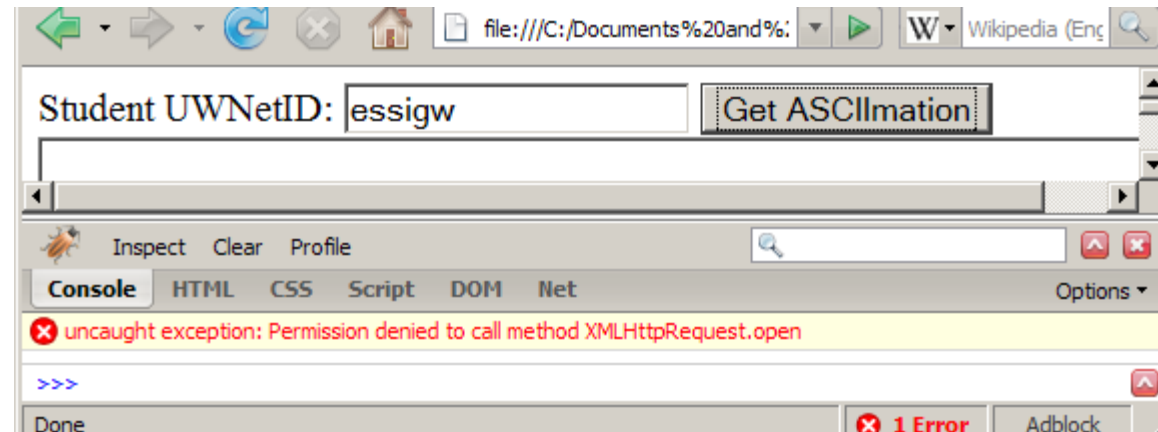 file:///C:/Documents%20and%: W Wikipedia (Eng
Student UWNetID: essigw Get ASCIImation
Inspect Clear Profile
Console HTML CSS Script DOM Net Options
uncaught exception: Permission denied to call method XMLHttpRequest.open
>>>
Done 1 Error Adblock